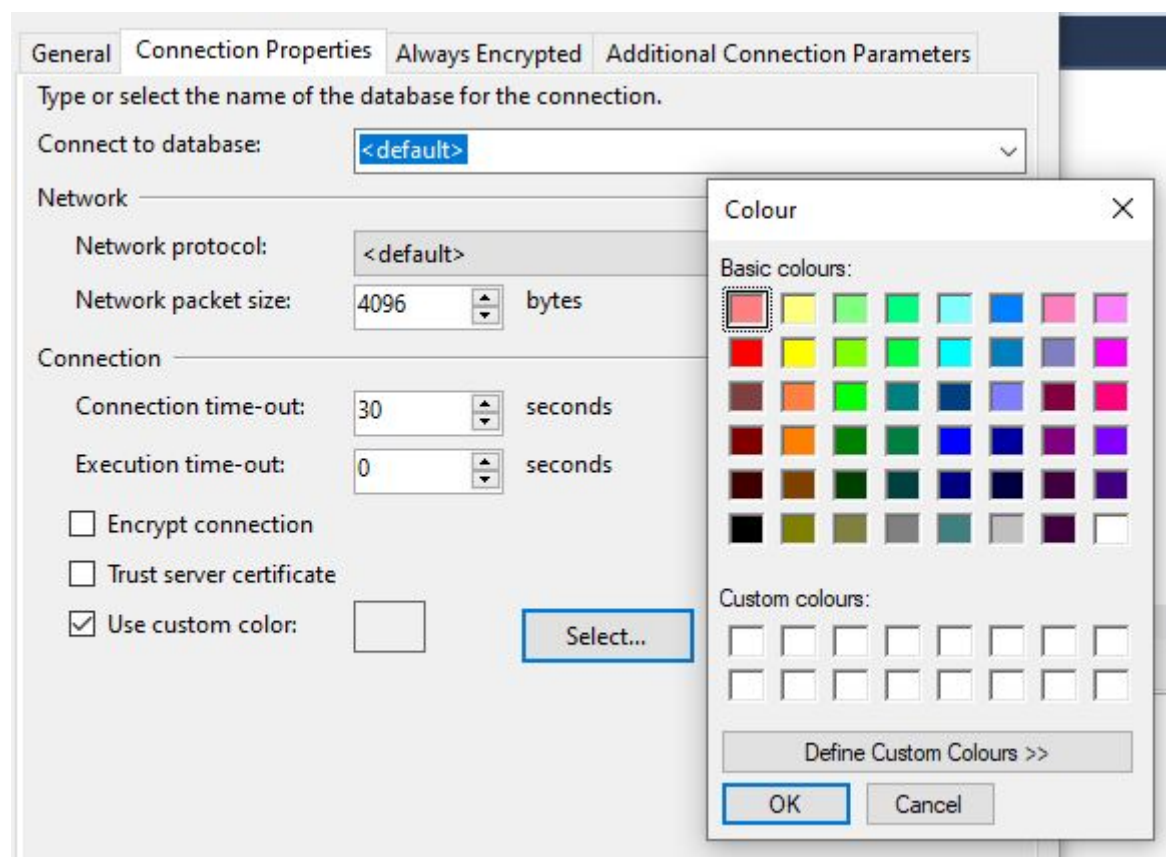 General Connection Properties Always Encrypted Additional Connection Parameters
Type or select the name of the database for the connection.
Connect to database: <default>
Network
Network protocol: <default>
Network packet size: 4096 bytes
Connection
Connection time-out: 30 seconds
Execution time-out: 0 seconds
Encrypt connection
Trust server certificate
Use custom color: Select...
Colour
Basic colours:
Custom colours:
Define Custom Colours >>
OK Cancel